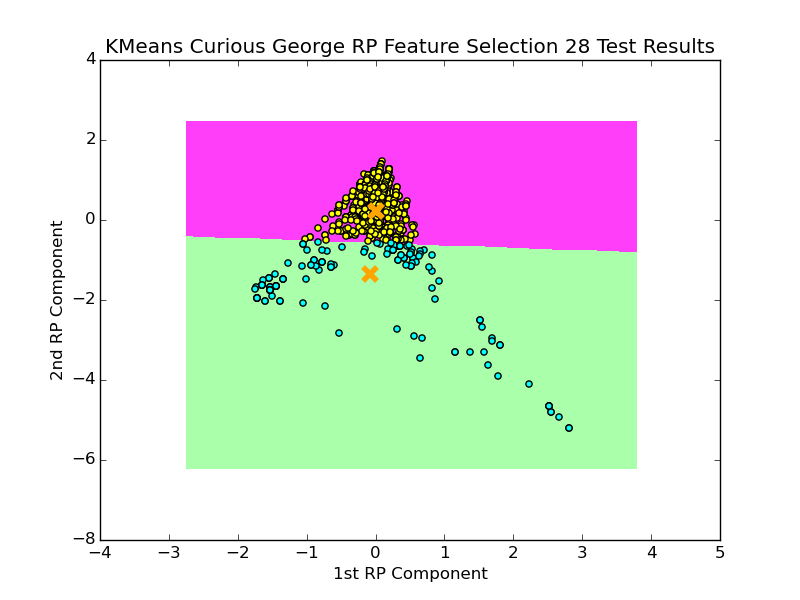 KMeans Curious George RP Feature Selection 28 Test Results
4
2
0
−2
−4
−6
−8
2nd RP Component
−4 −3 −2 −1 0 1 2 3 4 5
1st RP Component